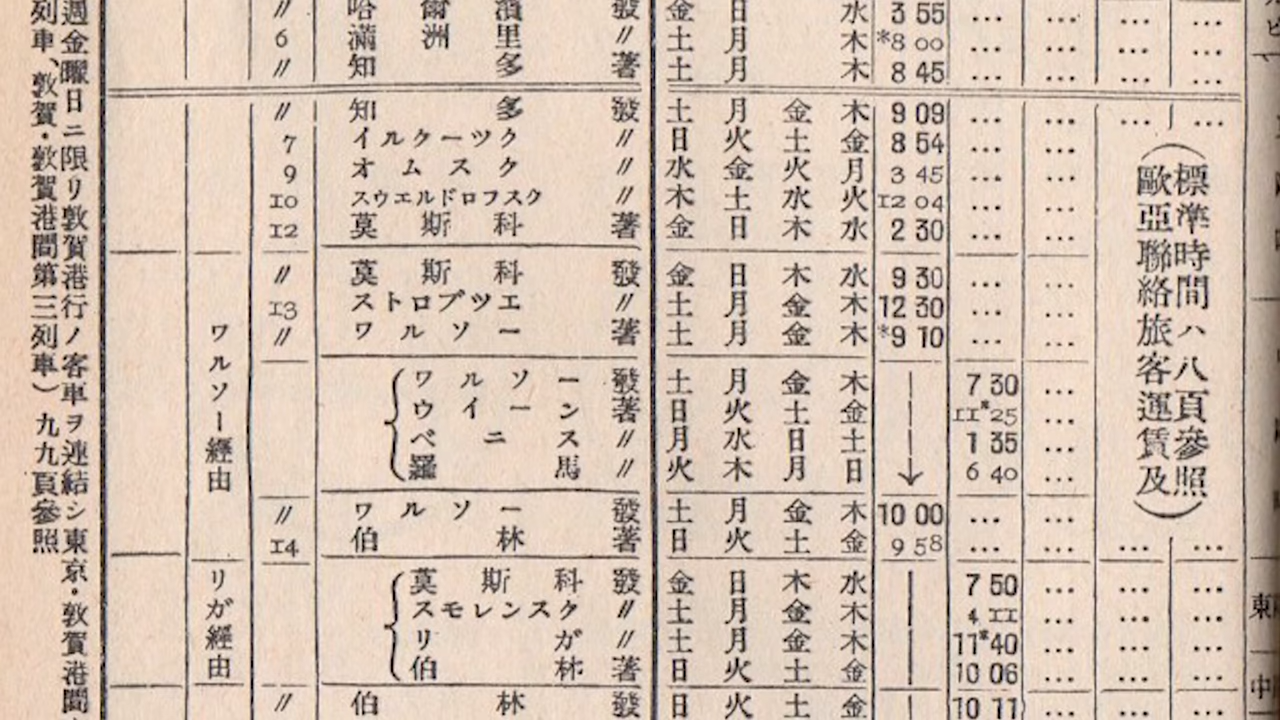 〃 哈爾濱 發 金 日 水 3 55 … … … …
6 滿洲里 〃 土 月 木 *8 00 … … … …
〃 知多 著 土 月 木 8 45 … … … …
〃 知多 發 土 月 金 木 9 09 … … … …
7 イルクーツク 〃 日 火 土 金 8 54 … …
9 オムスク 〃 水 金 火 月 3 45 … …
10 スウエルドロフスク 〃 木 土 水 火 12 04 … …
12 莫斯科 著 金 日 木 水 2 30 … …
〃 莫斯科 發 金 日 木 水 9 30 … …
13 ストロブツエ 〃 土 月 金 木 12 30 … …
〃 ワルソー 著 土 月 金 木 *9 10 … …
ワルソー經由
ワルソー 發 土 月 金 木 7 30 …
ウイーン 著 日 火 土 金 11*25 …
ベニス 〃 月 水 日 土 1 35 …
羅馬 〃 火 木 月 日 6 40 …
〃 ワルソー 發 土 月 金 木 10 00 … …
14 伯林 著 日 火 土 金 9 58 … … … …
リガ經由
莫斯科 發 金 日 木 水 7 50 … … …
スモレンスク 〃 土 月 金 木 4 11 … … …
リガ 〃 土 月 金 木 11*40 … … …
伯林 著 日 火 土 金 10 06 … … …
〃 伯林 發 日 火 土 金 10 11 … … …
(標準時間ハ八頁參照
歐亞聯絡旅客運賃及)
週金曜日ニ限リ敦賀港行ノ客車ヲ連結シ東京・敦賀港間
列車、敦賀・敦賀港間第三列車)九九頁參照
東
中